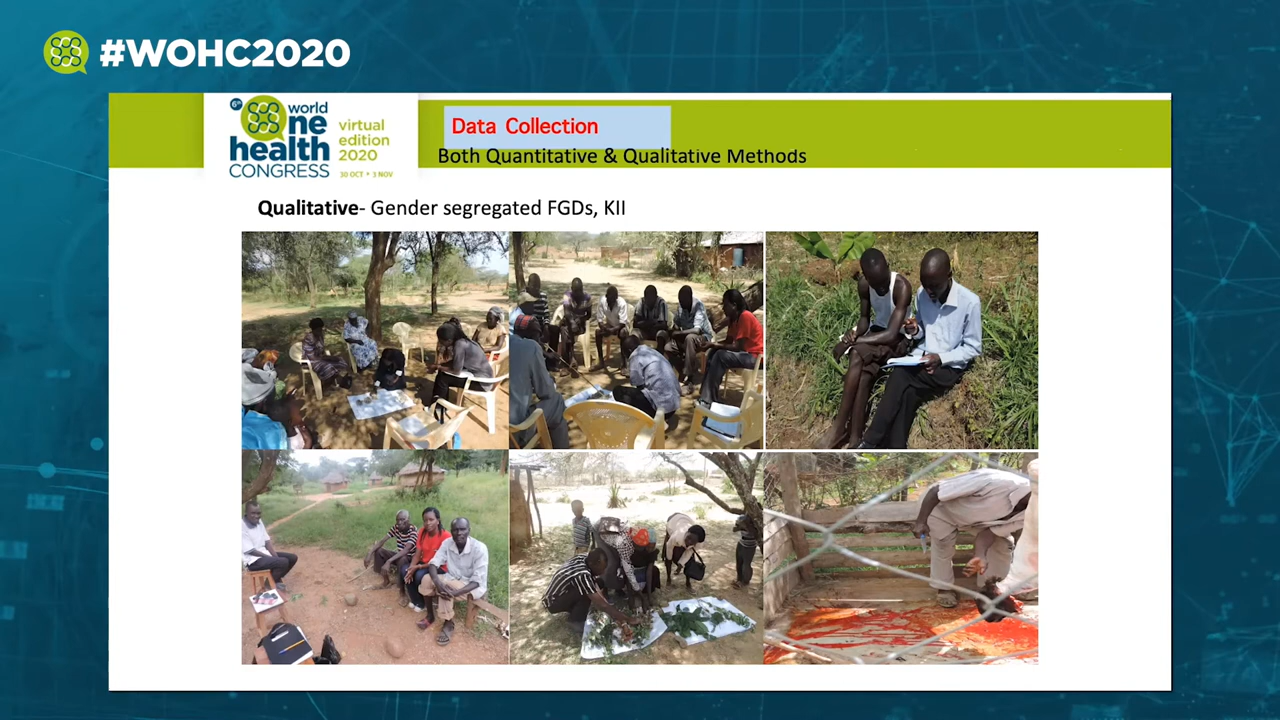 #WOHC2020
6th world
One
health
CONGRESS
virtual
edition
2020
30 OCT • 3 NOV
Data Collection
Both Quantitative & Qualitative Methods
Qualitative- Gender segregated FGDs, KII